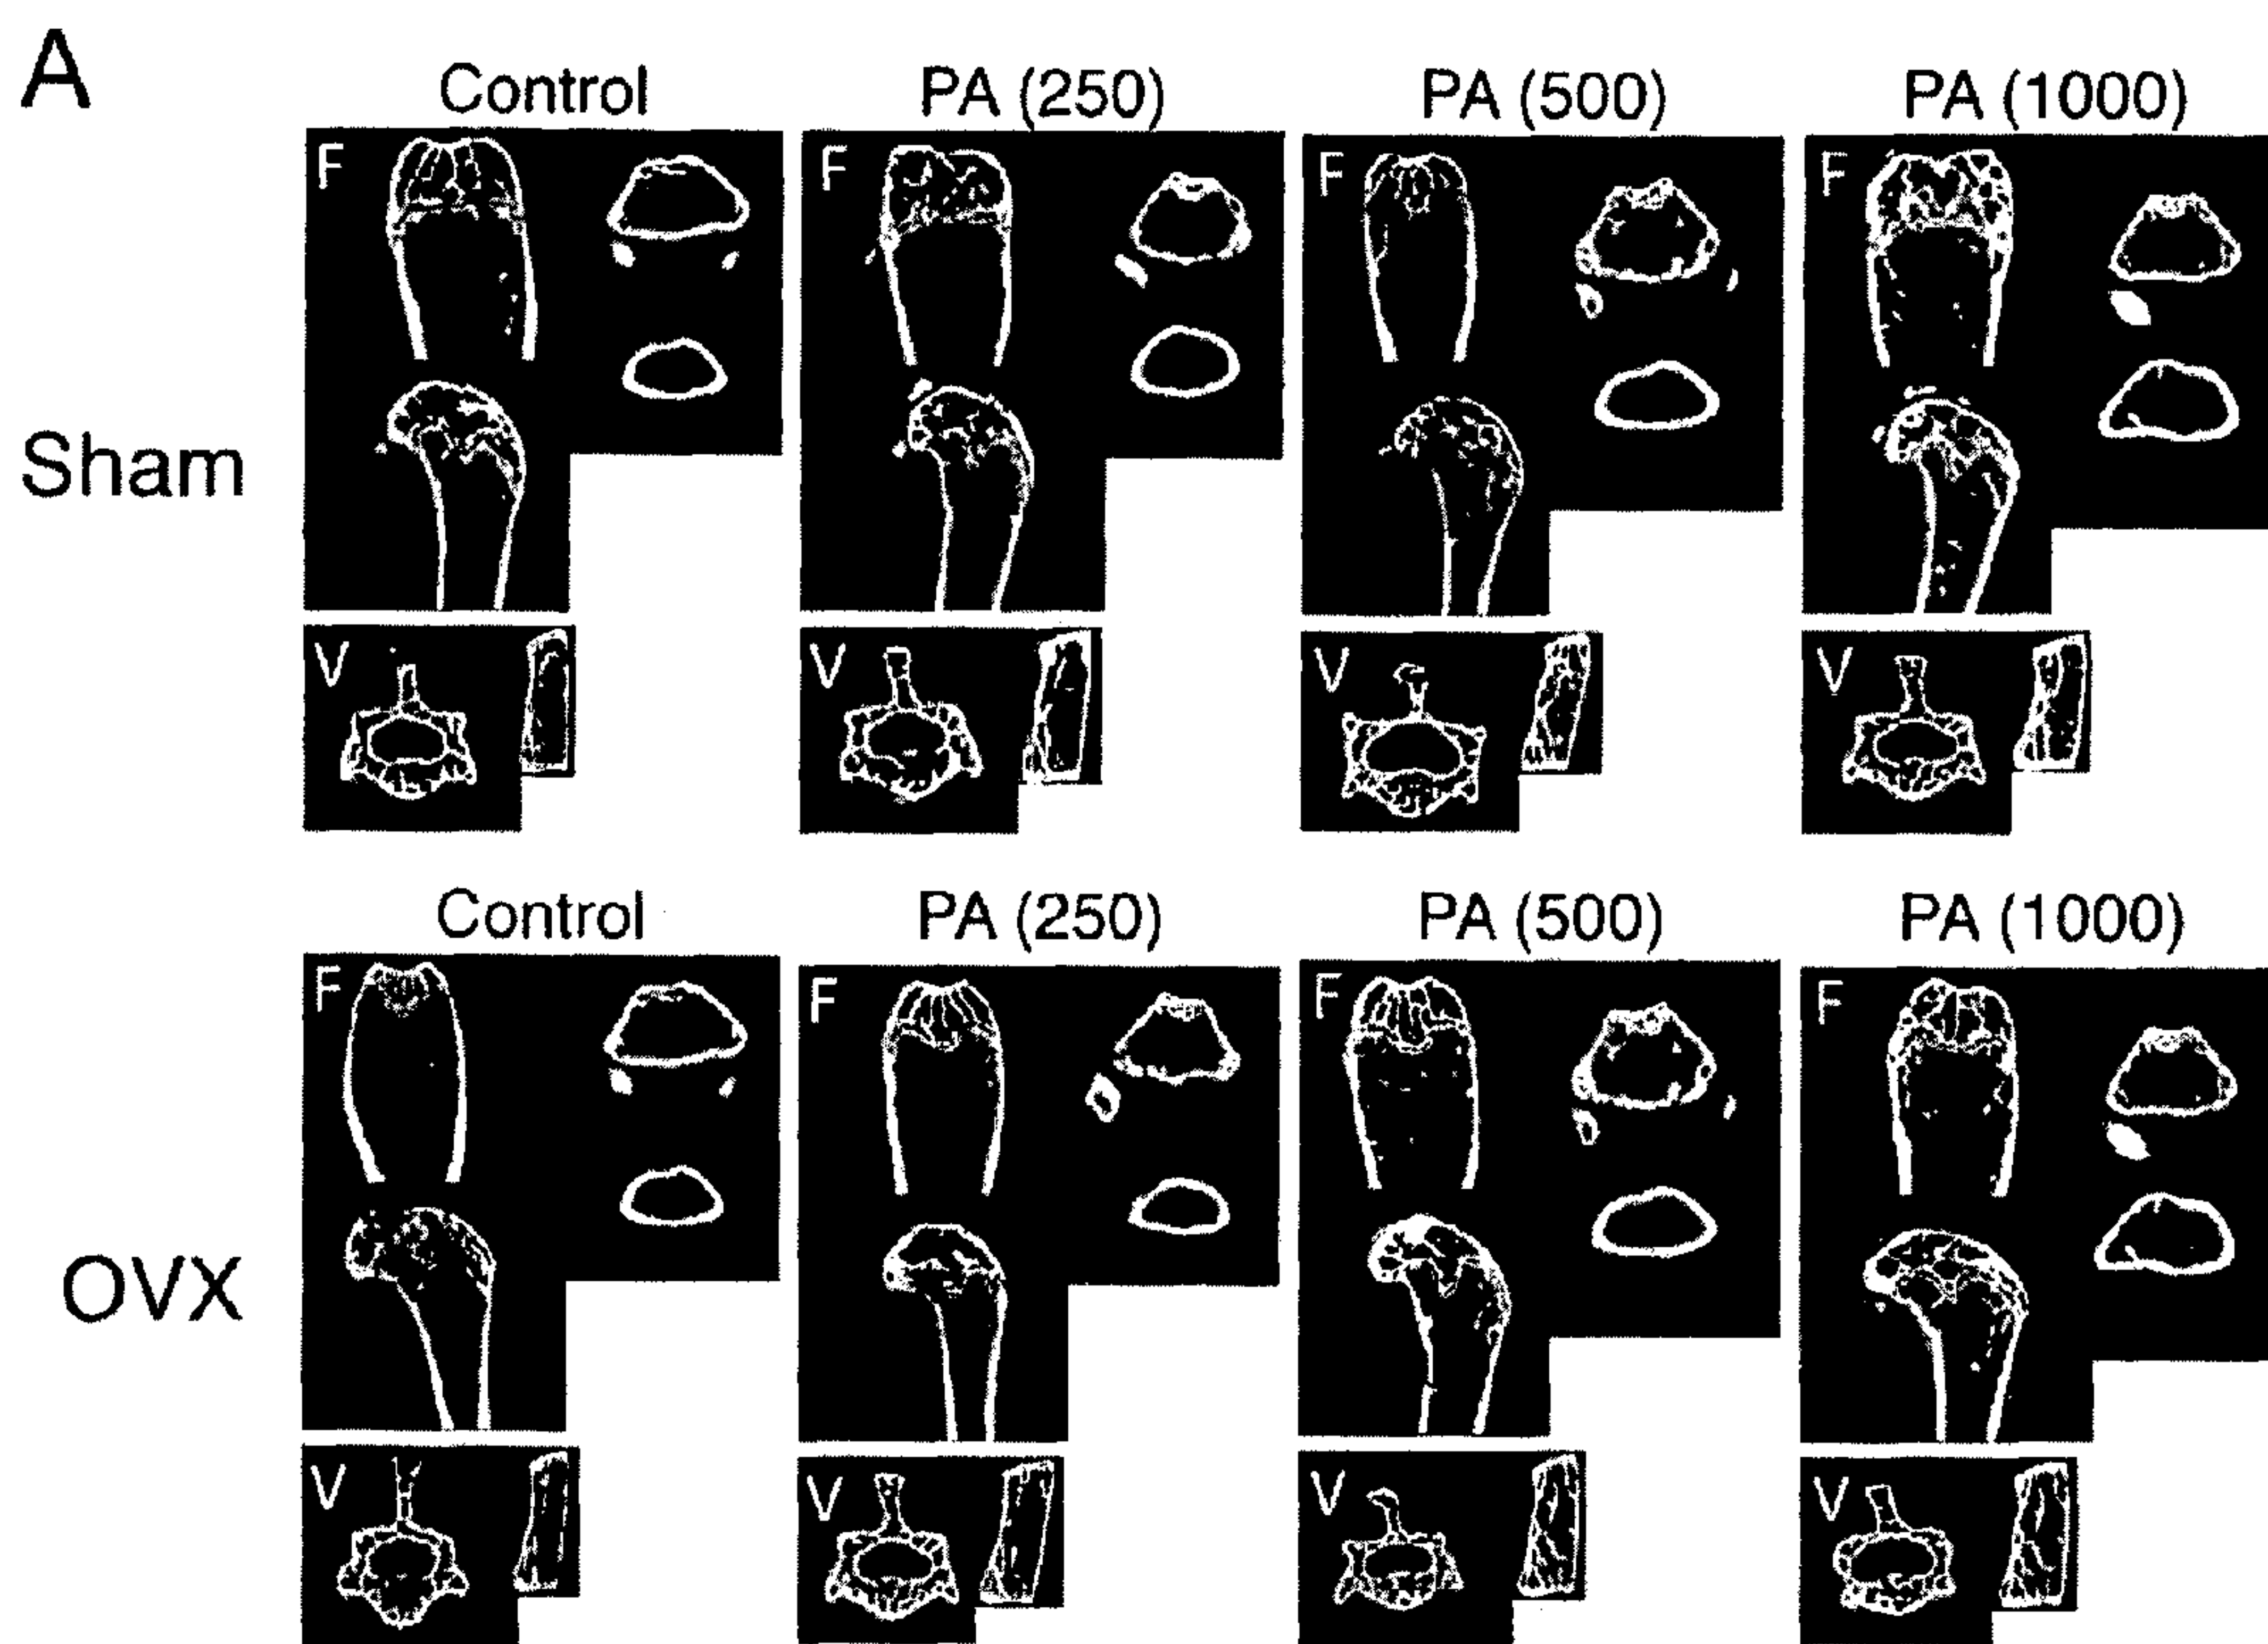 A
Control PA (250) PA (500) PA (1000)
F F F F
Sham
V V V V
Control PA (250) PA (500) PA (1000)
F F F F
OVX
V V V V